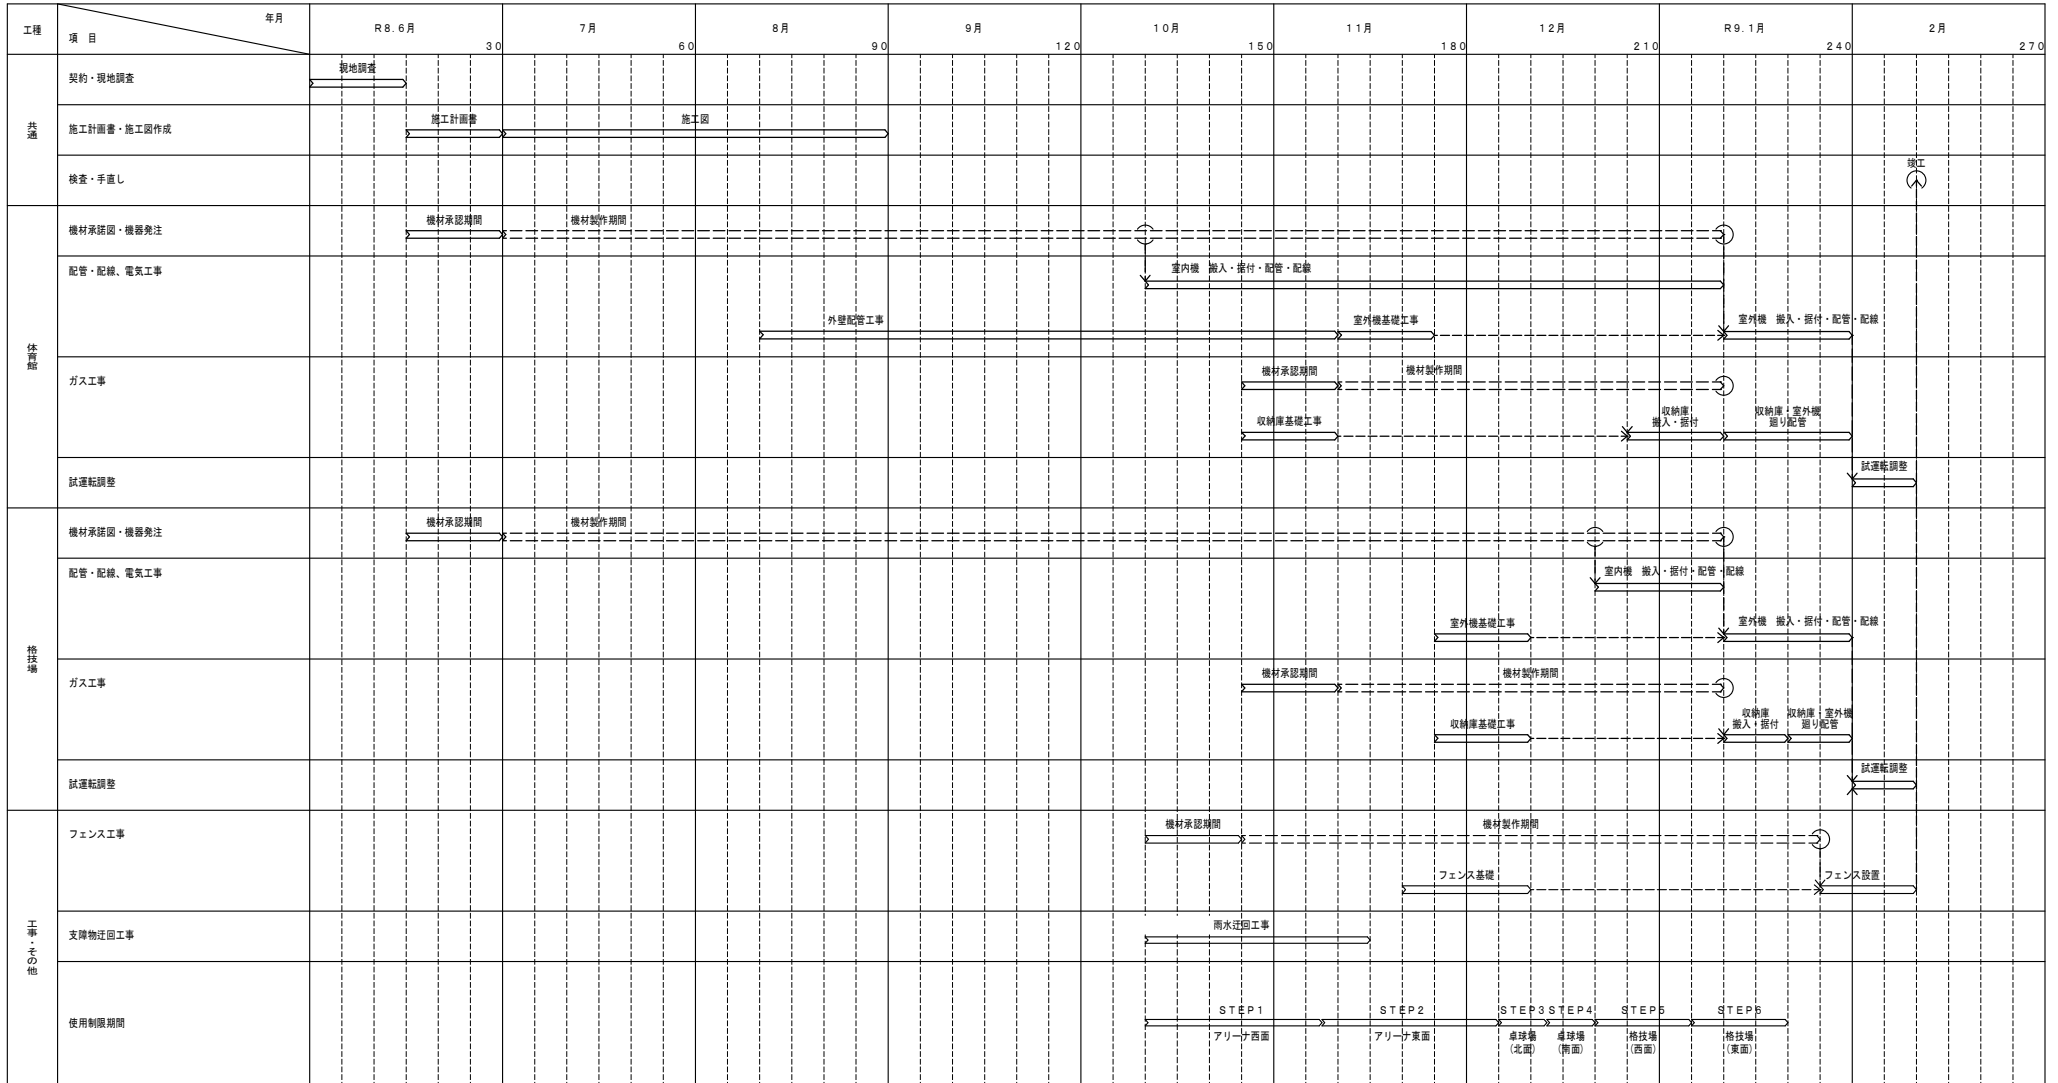 年月
工種
項　目
R8.6月
7月
8月
9月
10月
11月
12月
R9.1月
2月
30
60
90
120
150
180
210
240
270
共通
契約・現地調査
現地調査
施工計画書・施工図作成
施工計画書
施工図
検査・手直し
竣工
体育館
機材承諾図・機器発注
機材承認期間
機材製作期間
配管・配線、電気工事
室内機　搬入・据付・配管・配線
外壁配管工事
室外機基礎工事
室外機　搬入・据付・配管・配線
ガス工事
機材承認期間
機材製作期間
収納庫基礎工事
収納庫
搬入・据付
収納庫・室外機
廻り配管
試運転調整
試運転調整
格技場
機材承諾図・機器発注
機材承認期間
機材製作期間
配管・配線、電気工事
室内機　搬入・据付・配管・配線
室外機基礎工事
室外機　搬入・据付・配管・配線
ガス工事
機材承認期間
機材製作期間
収納庫基礎工事
収納庫
搬入・据付
収納庫・室外機
廻り配管
試運転調整
試運転調整
工事・その他
フェンス工事
機材承認期間
機材製作期間
フェンス基礎
フェンス設置
支障物迂回工事
雨水迂回工事
使用制限期間
STEP1
アリーナ西面
STEP2
アリーナ東面
STEP3
卓球場
(北面)
STEP4
卓球場
(南面)
STEP5
格技場
(西面)
STEP6
格技場
(東面)